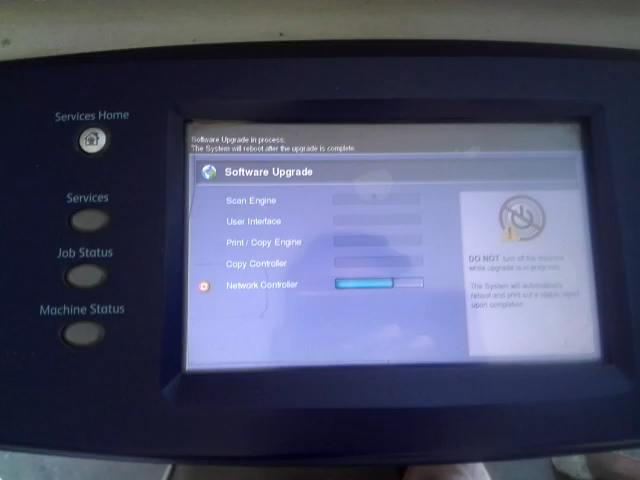 Services Home
Services
Job Status
Machine Status
Software Upgrade in process.
The System will reboot after the upgrade is complete.
Software Upgrade
Scan Engine
User Interface
Print / Copy Engine
Copy Controller
Network Controller
DO NOT turn off the machine
while upgrade is in progress.
The System will automatically
reboot and print out a status report
upon completion.